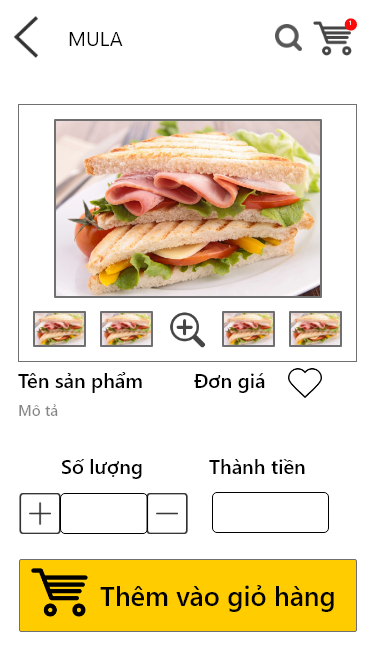 MULA
1
Tên sản phẩm
Đơn giá
Mô tả
Số lượng
Thành tiền
Thêm vào giỏ hàng